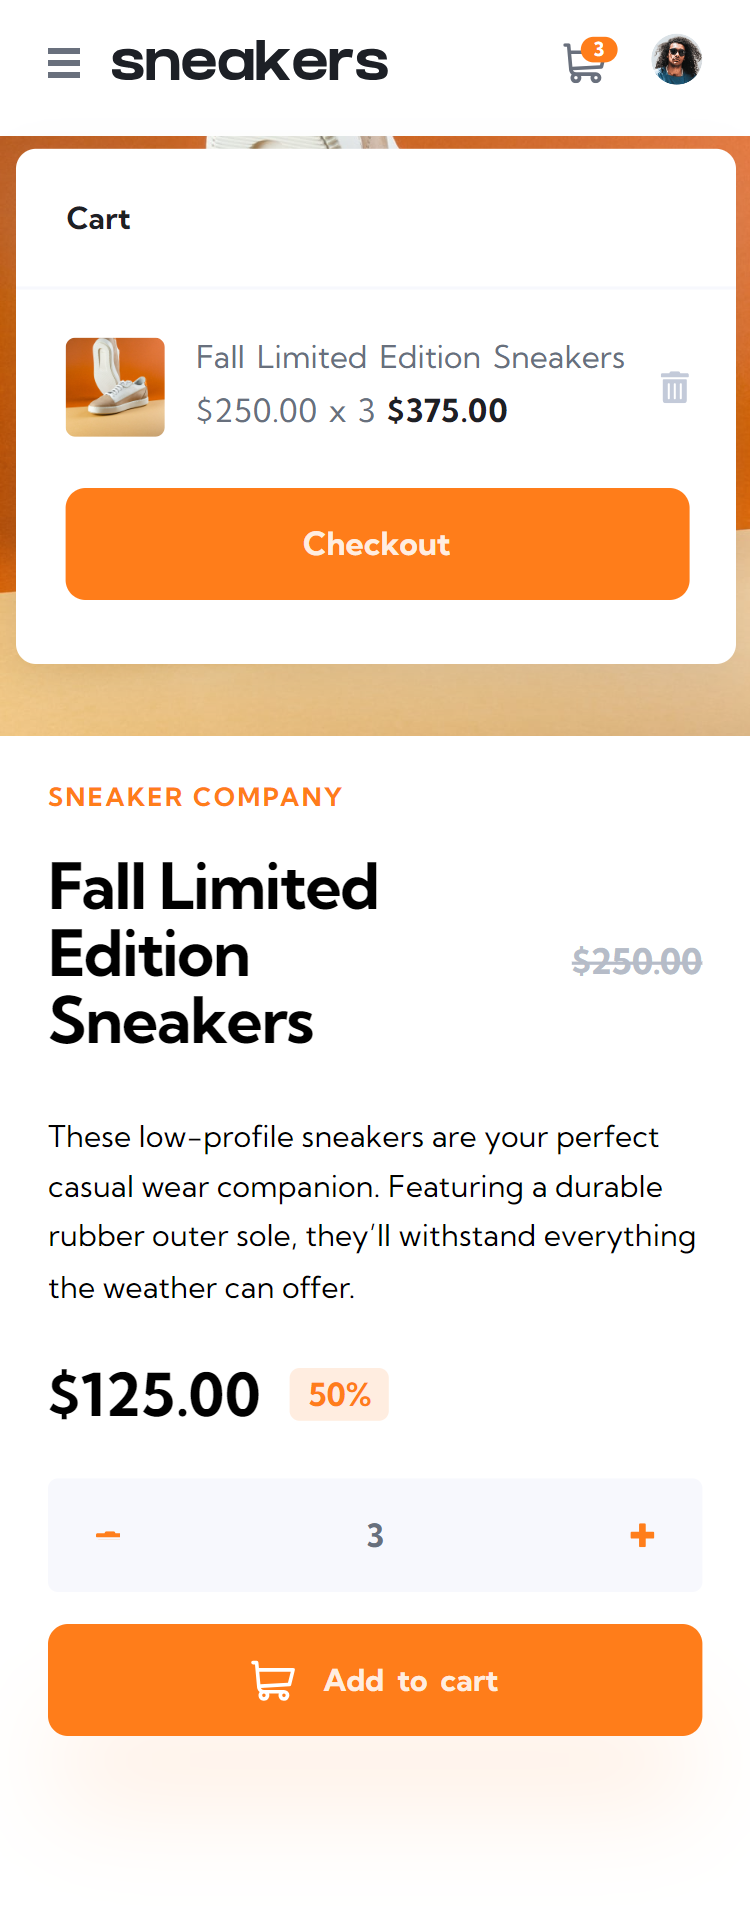 sneakers
3
Cart
Fall Limited Edition Sneakers
$250.00 x 3 $375.00
Checkout
SNEAKER COMPANY
Fall Limited
Edition
Sneakers
$250.00
These low-profile sneakers are your perfect
casual wear companion. Featuring a durable
rubber outer sole, they’ll withstand everything
the weather can offer.
$125.00 50%
3
Add to cart